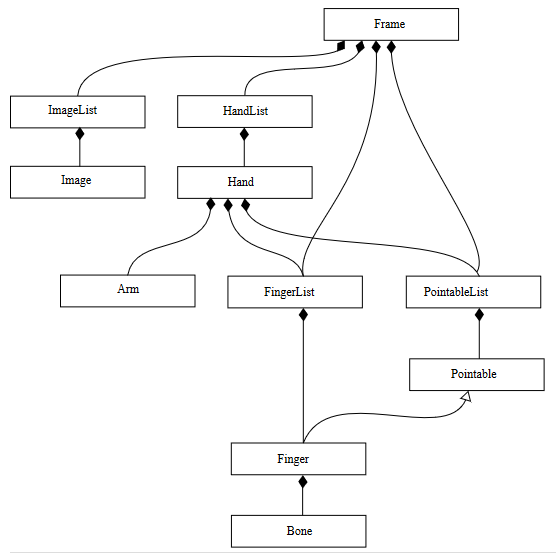 Frame
ImageList
HandList
Image
Hand
Arm
FingerList
PointableList
Pointable
Finger
Bone